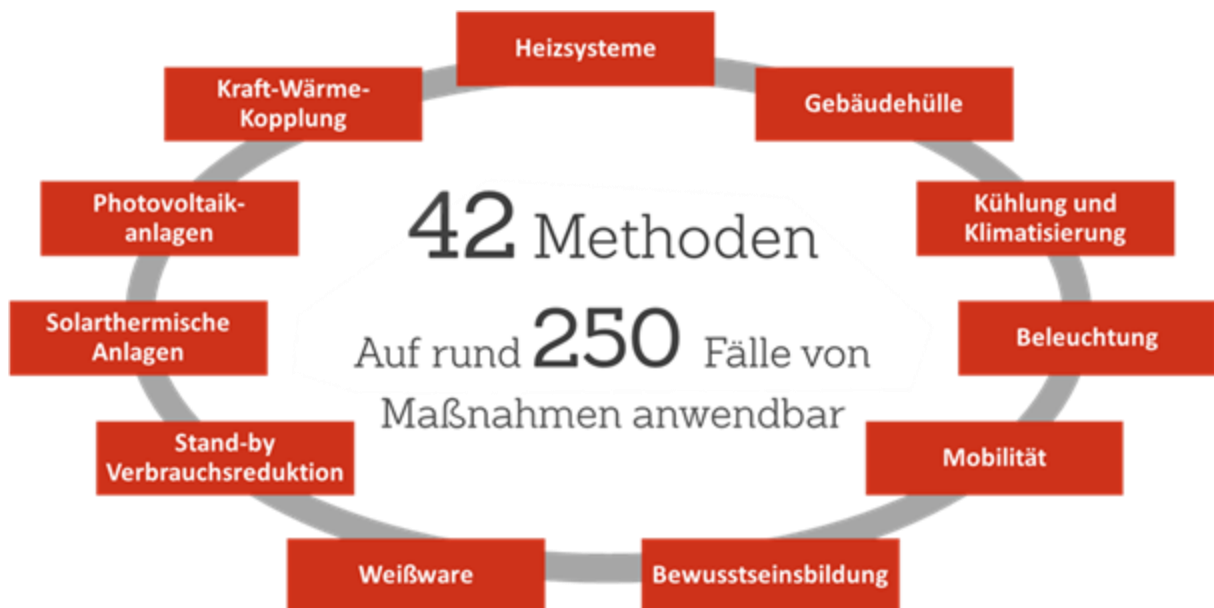 Heizsysteme
Kraft-Wärme-
Kopplung
Gebäudehülle
Photovoltaik-
anlagen
42 Methoden
Kühlung und
Klimatisierung
Solarthermische
Anlagen
Auf rund 250 Fälle von
Maßnahmen anwendbar
Beleuchtung
Stand-by
Verbrauchsreduktion
Mobilität
Weißware
Bewusstseinsbildung